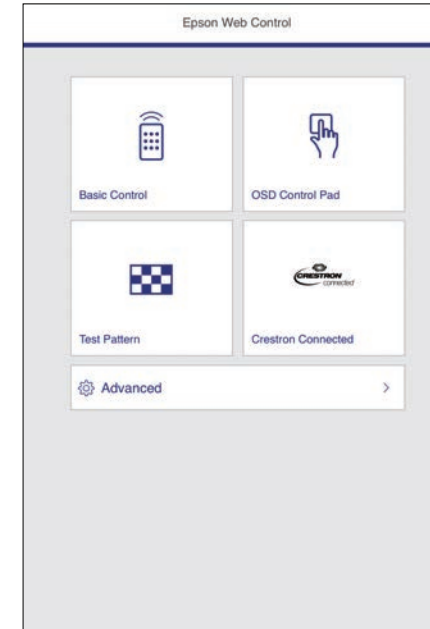 Epson Web Control
Basic Control
OSD Control Pad
CRESTRON
connected
Test Pattern
Crestron Connected
Advanced